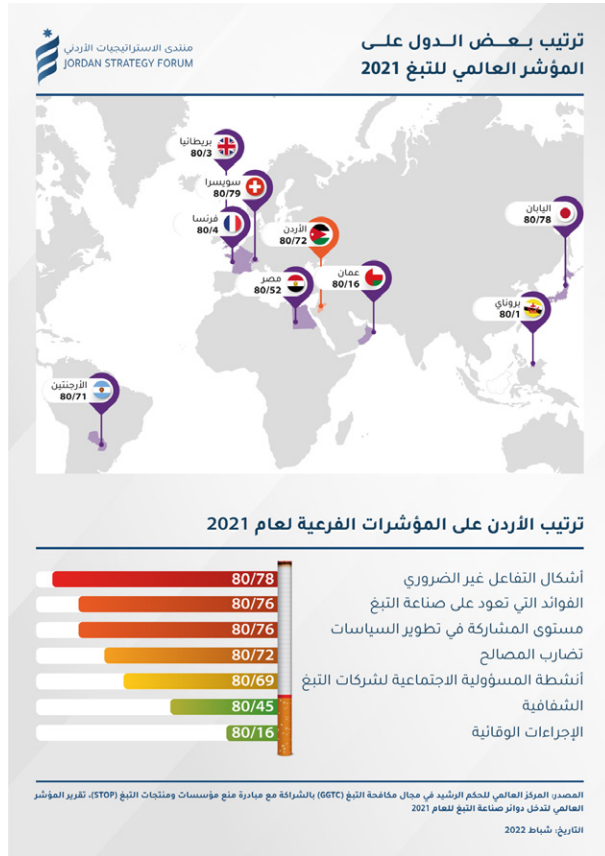 منتدى الاستراتيجيات الأردني
JORDAN STRATEGY FORUM
ترتيب بعض الدول على
المؤشر العالمي للتبغ 2021
بريطانيا
80/3
سويسرا
80/79
فرنسا
80/4
الأردن
80/72
اليابان
80/78
عمان
80/16
مصر
80/52
بروناي
80/1
الأرجنتين
80/71
ترتيب الأردن على المؤشرات الفرعية لعام 2021
أشكال التفاعل غير الضروري 80/78
الفوائد التي تعود على صناعة التبغ 80/76
مستوى المشاركة في تطوير السياسات 80/76
تضارب المصالح 80/72
أنشطة المسؤولية الاجتماعية لشركات التبغ 80/69
الشفافية 80/45
الإجراءات الوقائية 80/16
المصدر: المركز العالمي للحكم الرشيد في مجال مكافحة التبغ (GGTC) بالشراكة مع مبادرة منع مؤسسات ومنتجات التبغ (STOP)، تقرير المؤشر
العالمي لتدخل دوائر صناعة التبغ للعام 2021
التاريخ: شباط 2022